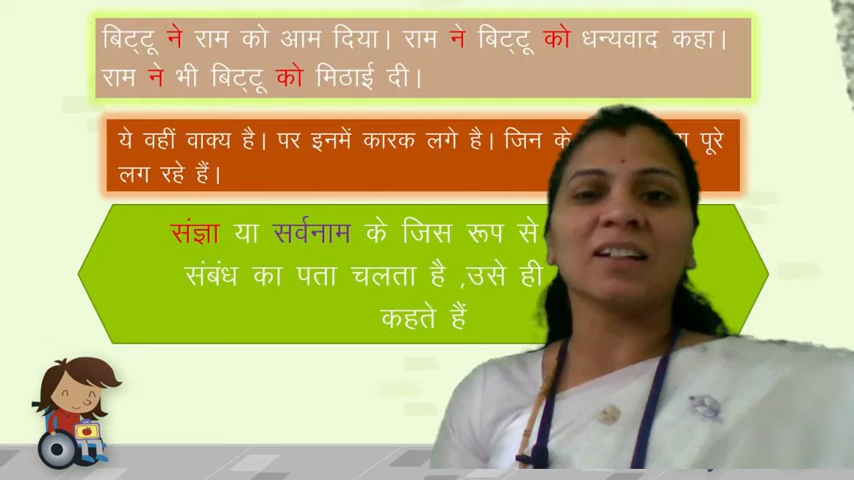 बिट्टू ने राम को आम दिया। राम ने बिट्टू को धन्यवाद कहा।
राम ने भी बिट्टू को मिठाई दी।
ये वहीं वाक्य है। पर इनमें कारक लगे है। जिन के पूरे
लग रहे हैं।
संज्ञा या सर्वनाम के जिस रूप से
संबंध का पता चलता है ,उसे ही
कहते हैं